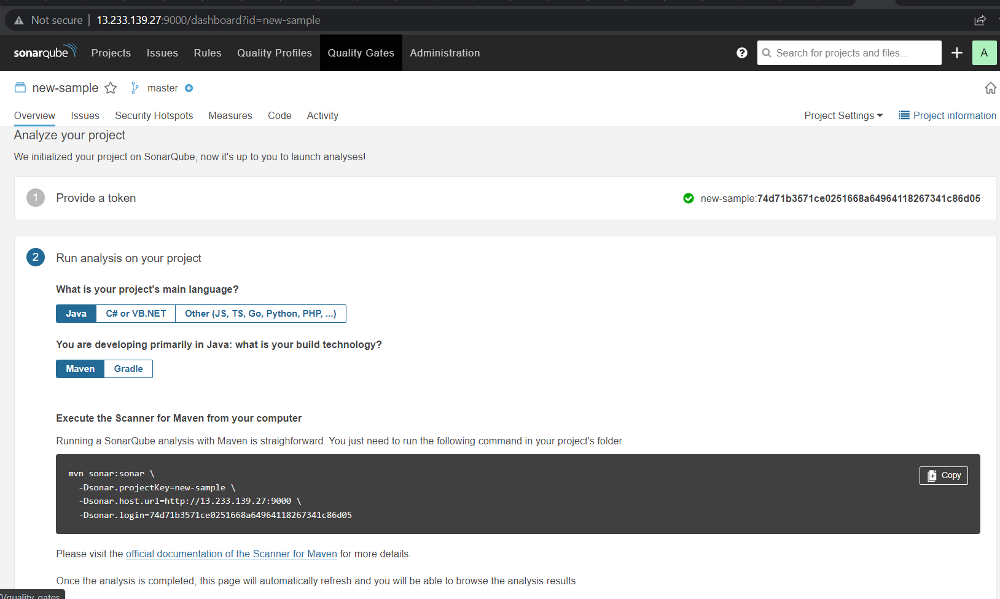 Not secure | 13.233.139.27:9000/dashboard?id=new-sample
sonarqube Projects Issues Rules Quality Profiles Quality Gates Administration ? Search for projects and files... + A
new-sample master
Overview Issues Security Hotspots Measures Code Activity Project Settings Project information
Analyze your project
We initialized your project on SonarQube, now it's up to you to launch analyses!
1 Provide a token new-sample:74d71b3571ce0251668a64964118267341c86d05
2 Run analysis on your project
What is your project's main language?
Java C# or VB.NET Other (JS, TS, Go, Python, PHP, ...)
You are developing primarily in Java: what is your build technology?
Maven Gradle
Execute the Scanner for Maven from your computer
Running a SonarQube analysis with Maven is straighforward. You just need to run the following command in your project's folder.
Copy
mvn sonar:sonar \
-Dsonar.projectKey=new-sample \
-Dsonar.host.url=http://13.233.139.27:9000 \
-Dsonar.login=74d71b3571ce0251668a64964118267341c86d05
Please visit the official documentation of the Scanner for Maven for more details.
Once the analysis is completed, this page will automatically refresh and you will be able to browse the analysis results.
0/quality_gates